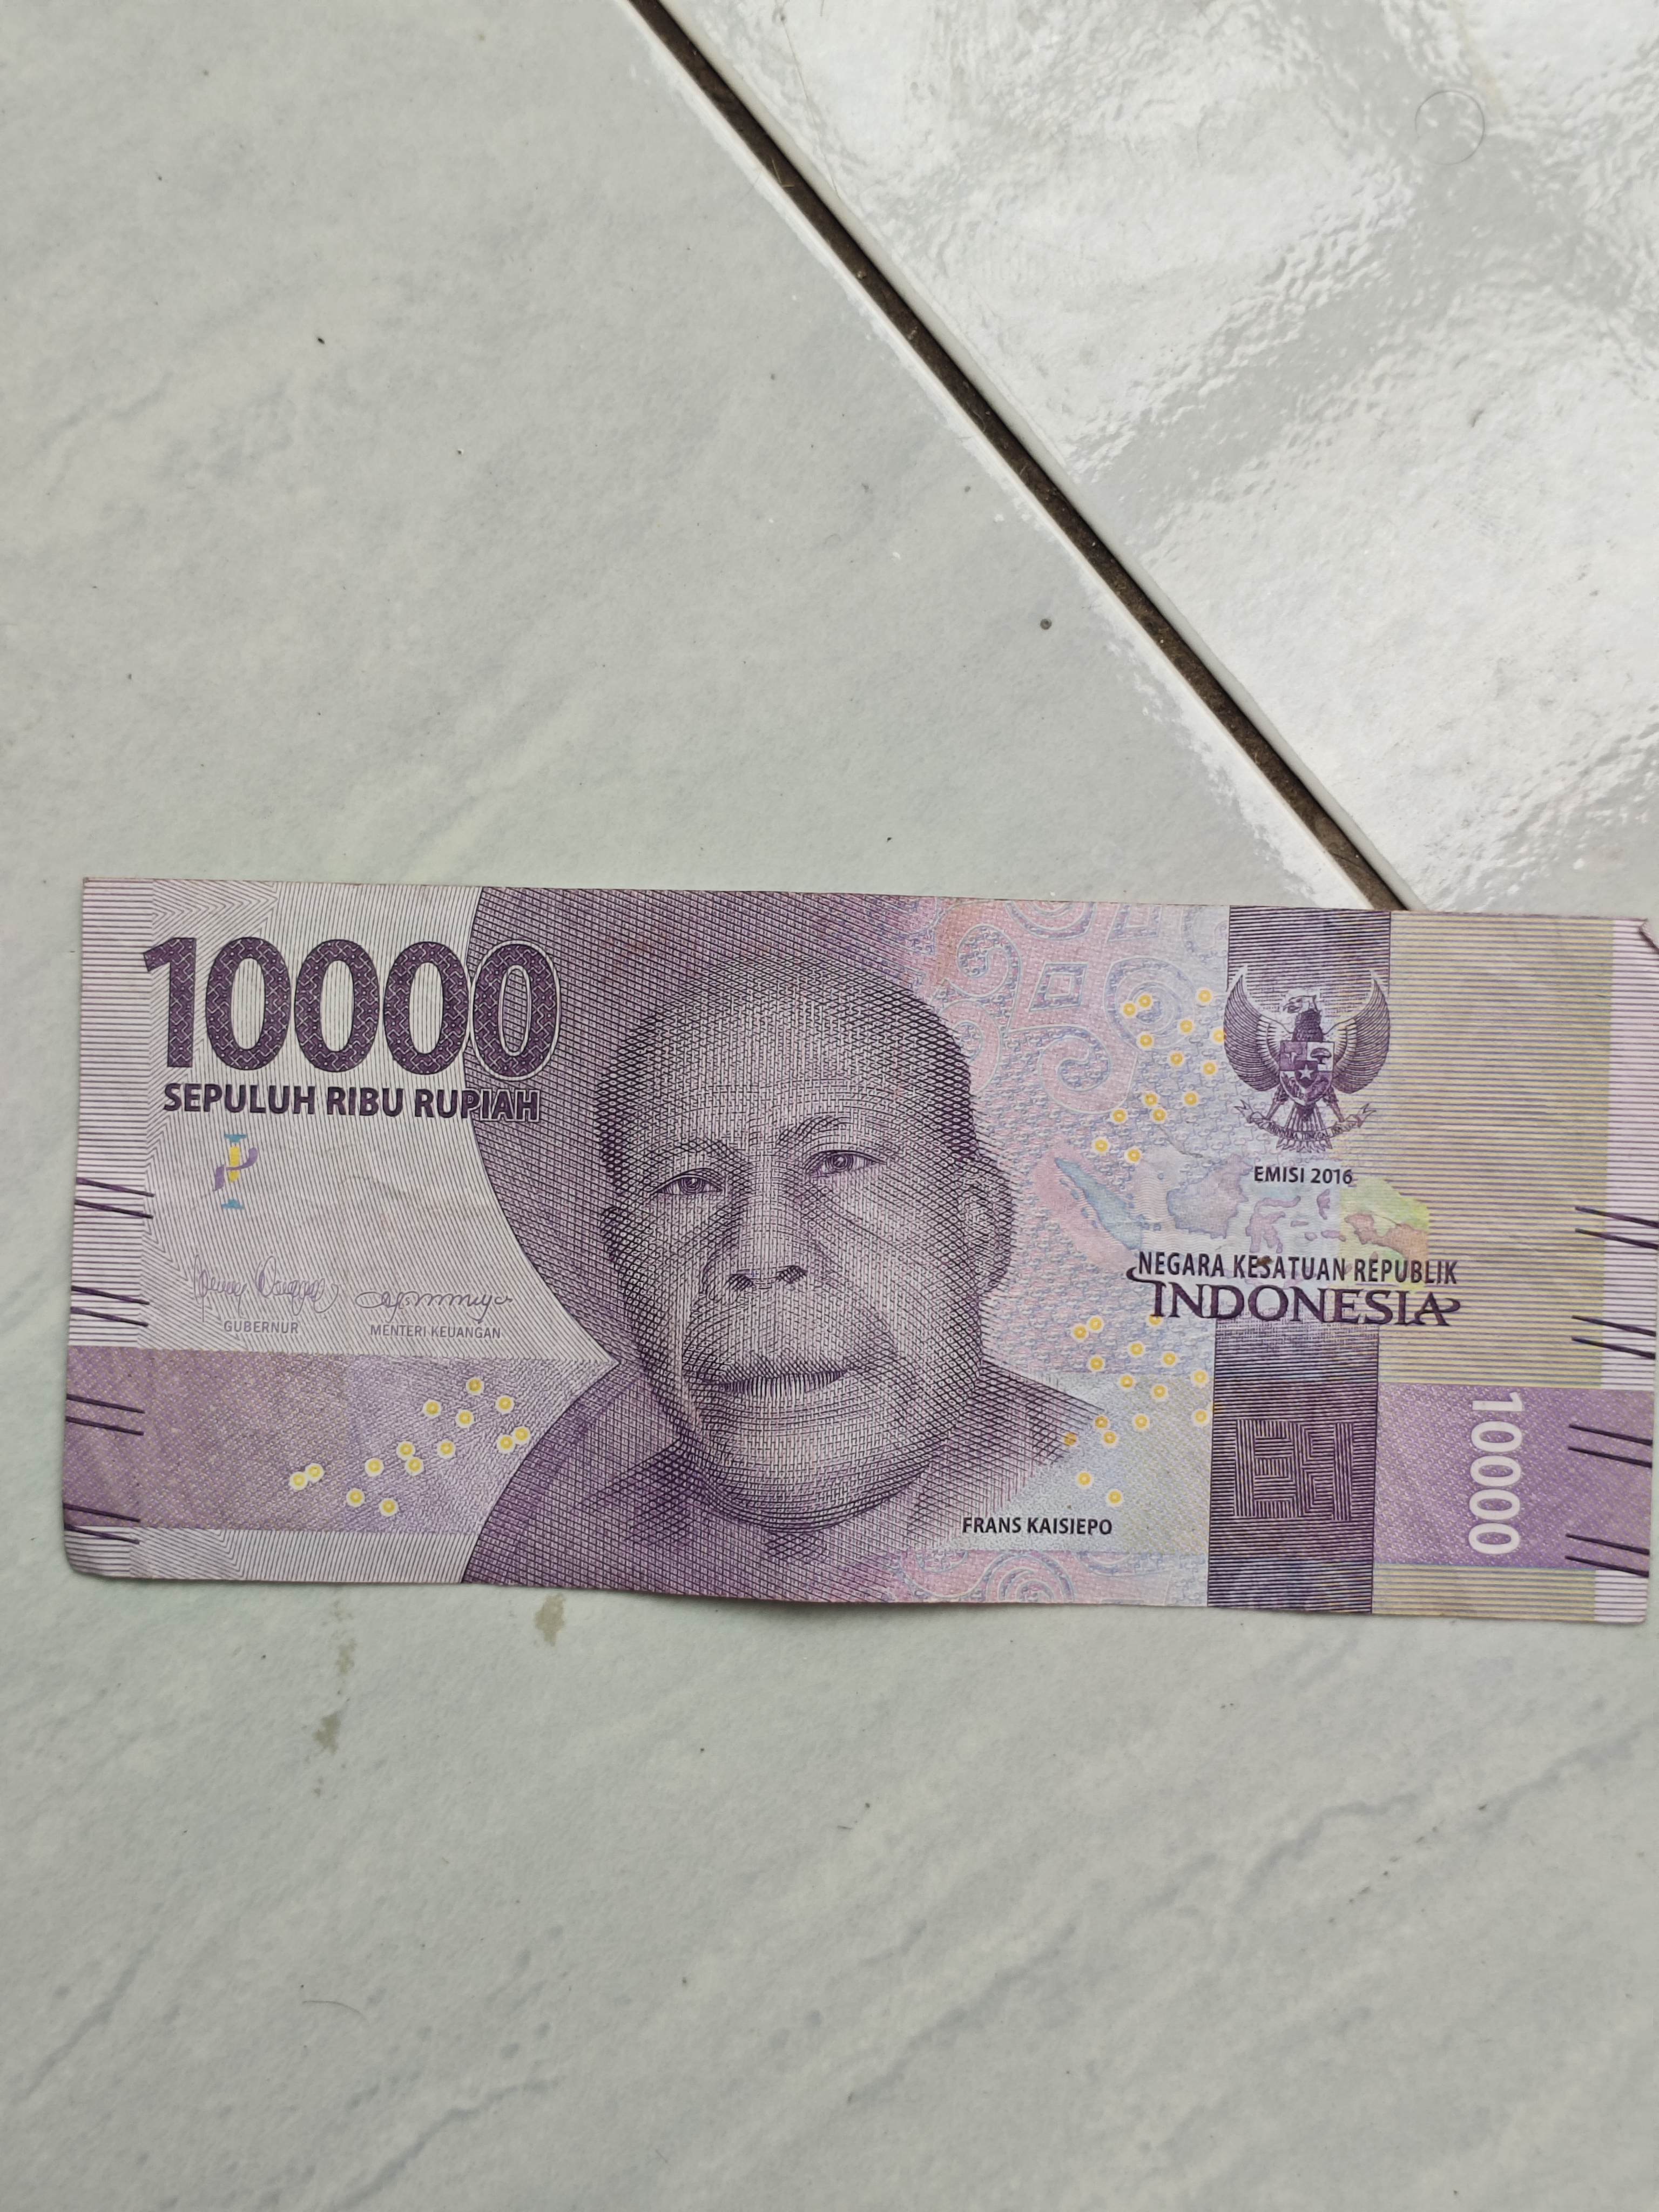 10000
SEPULUH RIBU RUPIAH
GUBERNUR
MENTERI KEUANGAN
EMISI 2016
NEGARA KESATUAN REPUBLIK
INDONESIA
FRANS KAISIEPO
10000